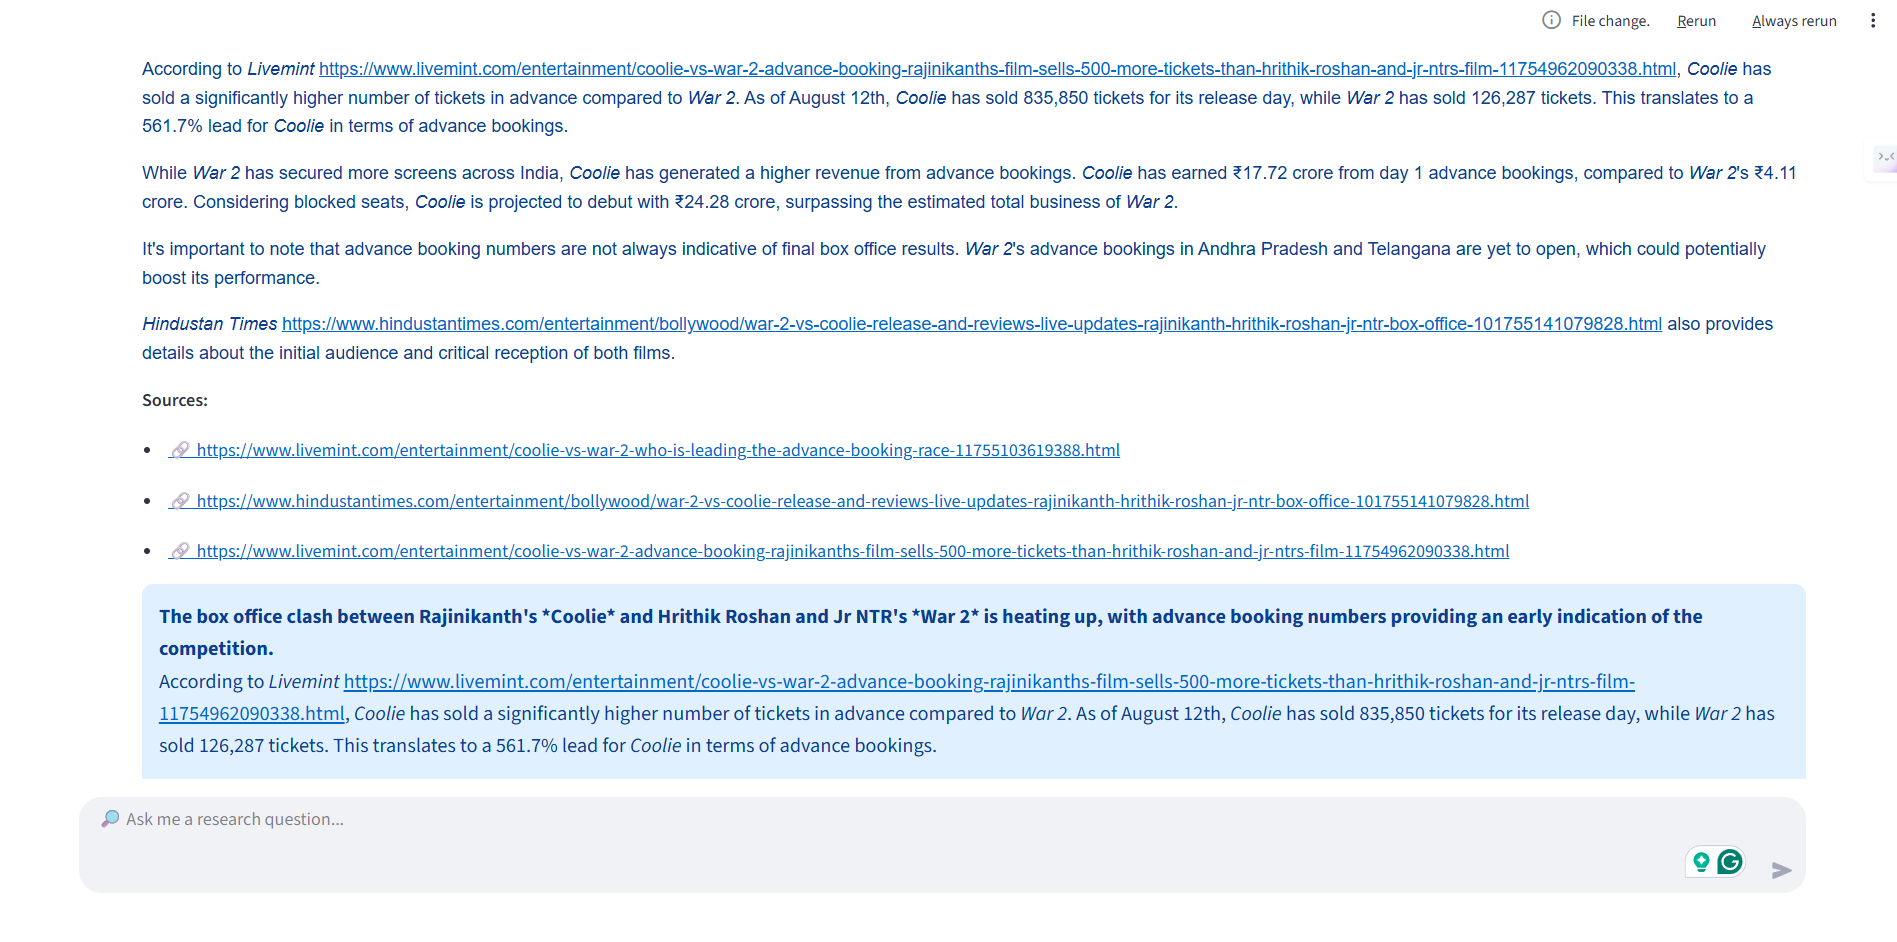 File change. Rerun Always rerun
According to Livemint https://www.livemint.com/entertainment/coolie-vs-war-2-advance-booking-rajinikanths-film-sells-500-more-tickets-than-hrithik-roshan-and-jr-ntrs-film-11754962090338.html, Coolie has
sold a significantly higher number of tickets in advance compared to War 2. As of August 12th, Coolie has sold 835,850 tickets for its release day, while War 2 has sold 126,287 tickets. This translates to a
561.7% lead for Coolie in terms of advance bookings.
While War 2 has secured more screens across India, Coolie has generated a higher revenue from advance bookings. Coolie has earned ₹17.72 crore from day 1 advance bookings, compared to War 2's ₹4.11
crore. Considering blocked seats, Coolie is projected to debut with ₹24.28 crore, surpassing the estimated total business of War 2.
It's important to note that advance booking numbers are not always indicative of final box office results. War 2's advance bookings in Andhra Pradesh and Telangana are yet to open, which could potentially
boost its performance.
Hindustan Times https://www.hindustantimes.com/entertainment/bollywood/war-2-vs-coolie-release-and-reviews-live-updates-rajinikanth-hrithik-roshan-jr-ntr-box-office-101755141079828.html also provides
details about the initial audience and critical reception of both films.
Sources:
• 🔗 https://www.livemint.com/entertainment/coolie-vs-war-2-who-is-leading-the-advance-booking-race-11755103619388.html
• 🔗 https://www.hindustantimes.com/entertainment/bollywood/war-2-vs-coolie-release-and-reviews-live-updates-rajinikanth-hrithik-roshan-jr-ntr-box-office-101755141079828.html
• 🔗 https://www.livemint.com/entertainment/coolie-vs-war-2-advance-booking-rajinikanths-film-sells-500-more-tickets-than-hrithik-roshan-and-jr-ntrs-film-11754962090338.html
The box office clash between Rajinikanth's *Coolie* and Hrithik Roshan and Jr NTR's *War 2* is heating up, with advance booking numbers providing an early indication of the
competition.
According to Livemint https://www.livemint.com/entertainment/coolie-vs-war-2-advance-booking-rajinikanths-film-sells-500-more-tickets-than-hrithik-roshan-and-jr-ntrs-film-
11754962090338.html, Coolie has sold a significantly higher number of tickets in advance compared to War 2. As of August 12th, Coolie has sold 835,850 tickets for its release day, while War 2 has
sold 126,287 tickets. This translates to a 561.7% lead for Coolie in terms of advance bookings.
🔎 Ask me a research question...